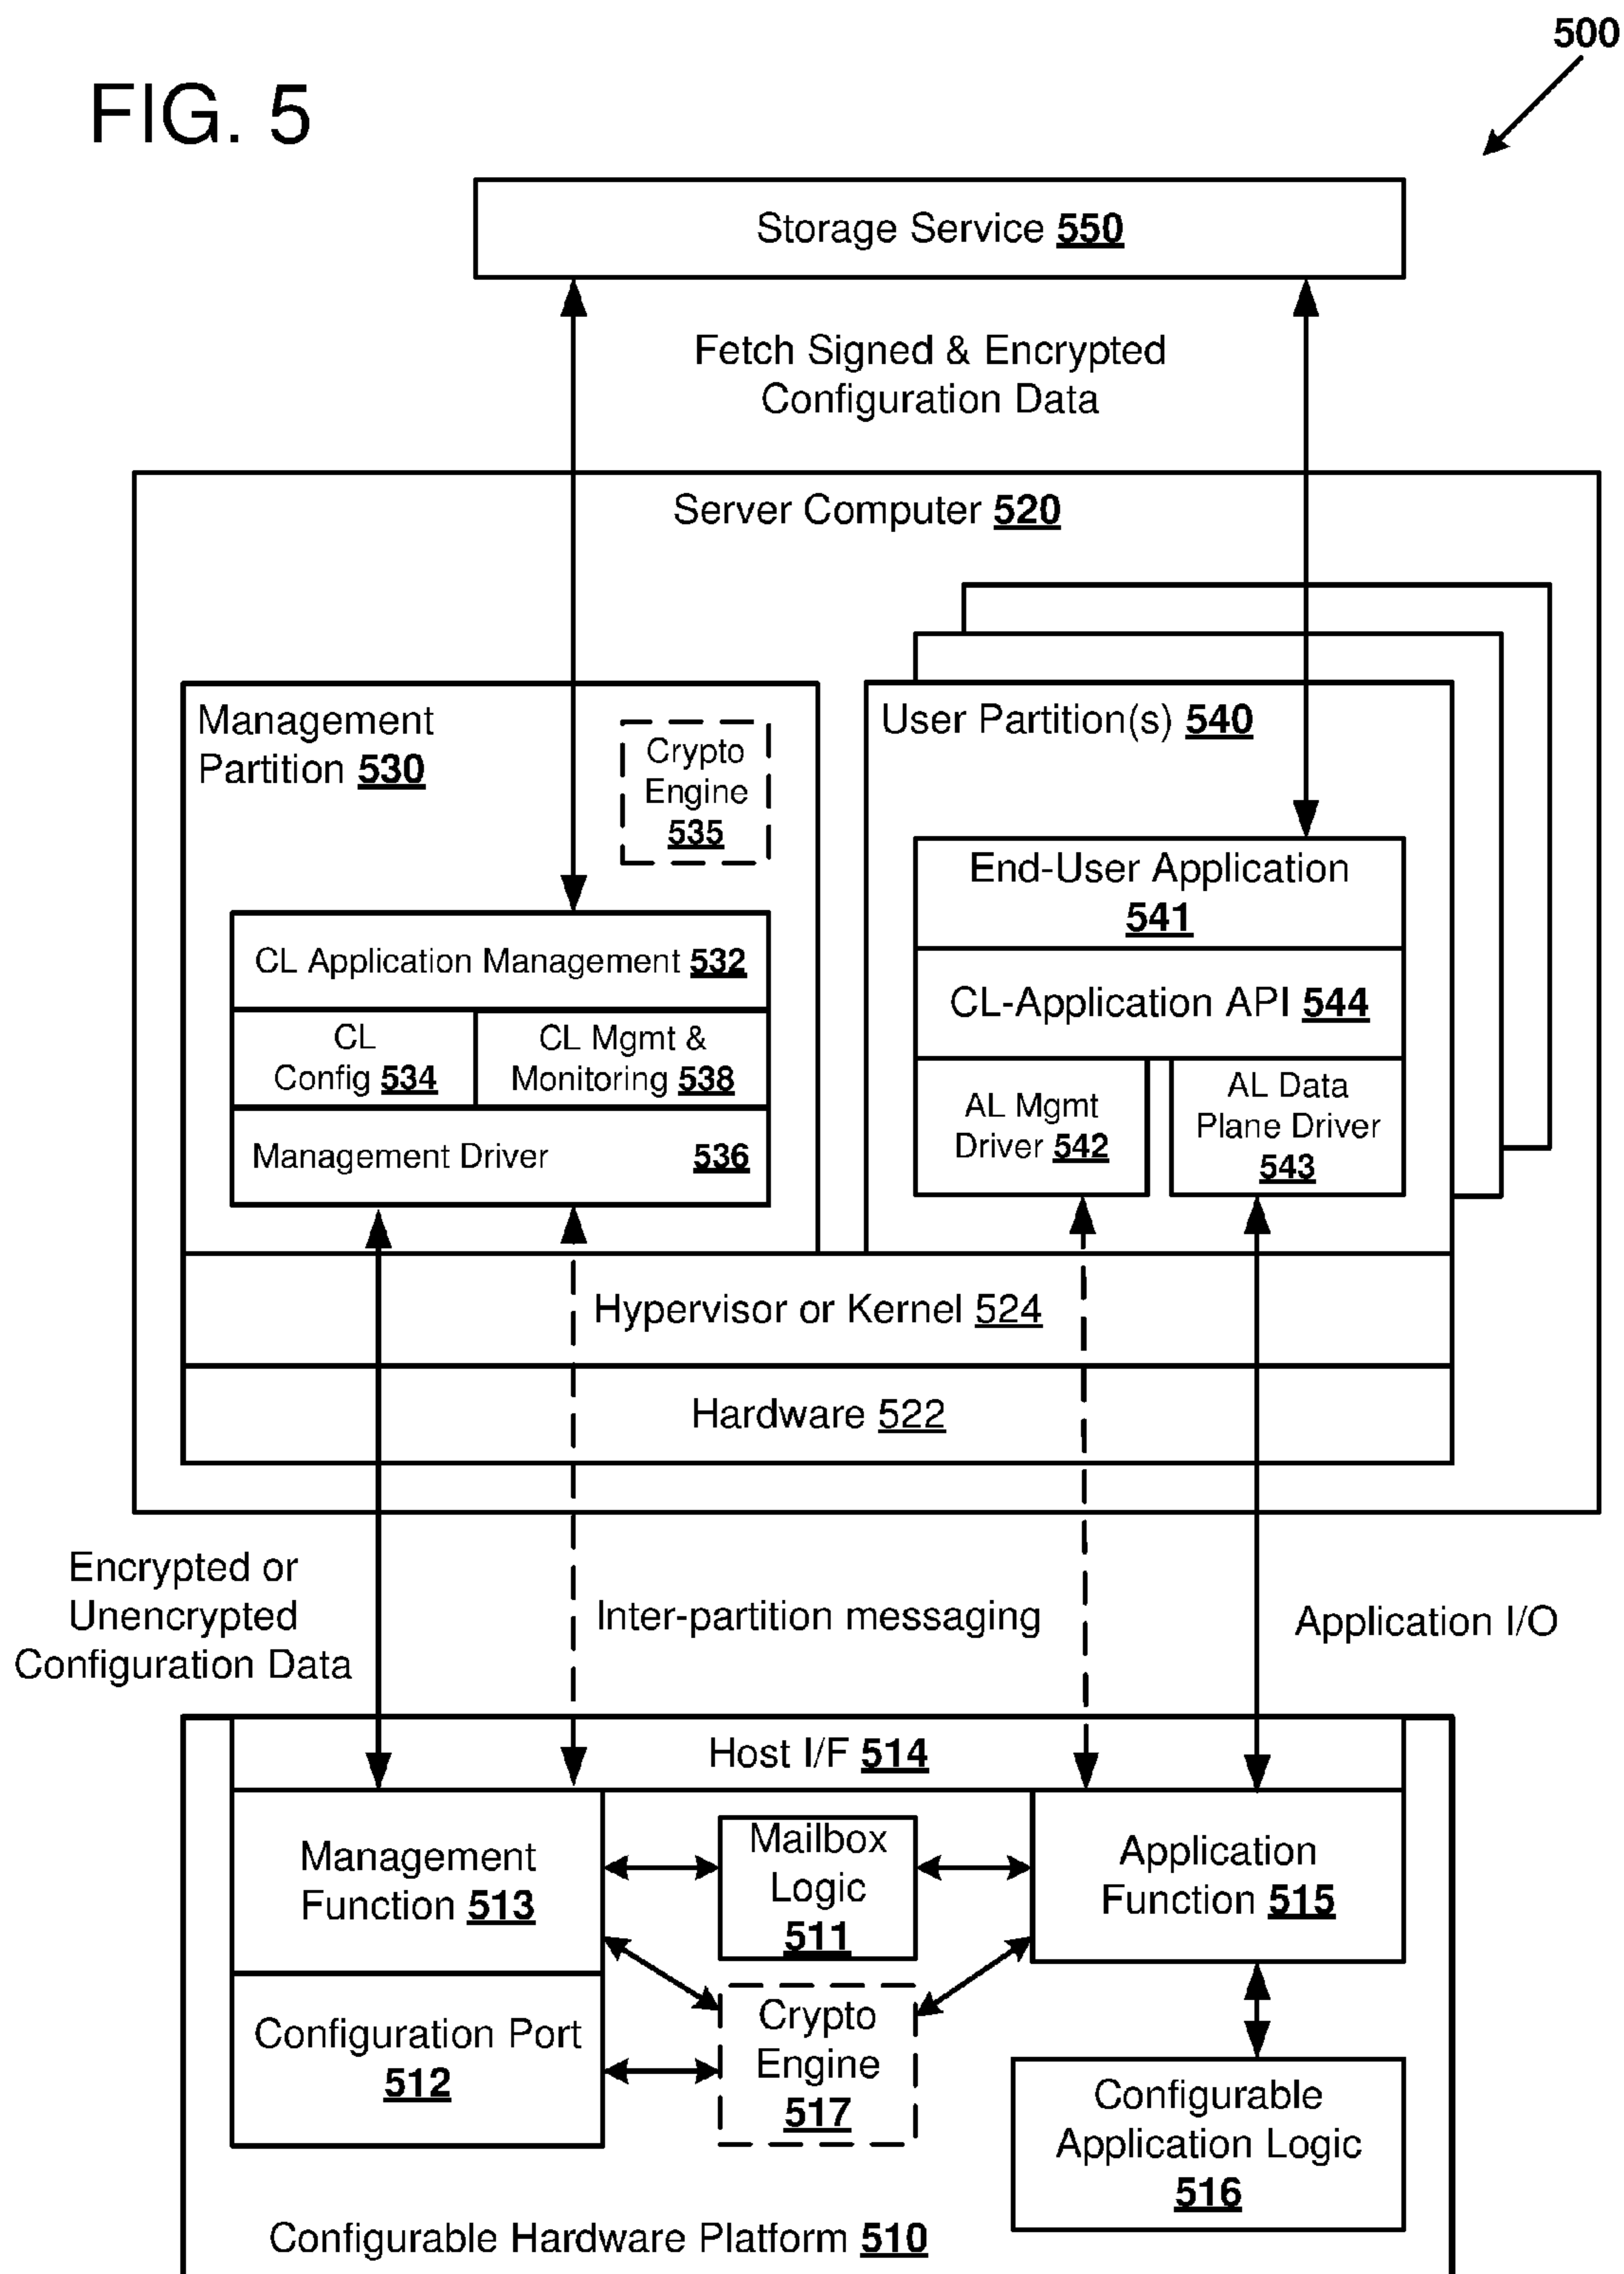 500
FIG. 5
Storage Service 550
Fetch Signed & Encrypted
Configuration Data
Server Computer 520
Management
Partition 530
Crypto
Engine
535
CL Application Management 532
CL
Config 534
CL Mgmt &
Monitoring 538
Management Driver 536
User Partition(s) 540
End-User Application
541
CL-Application API 544
AL Mgmt
Driver 542
AL Data
Plane Driver
543
Hypervisor or Kernel 524
Hardware 522
Encrypted or
Unencrypted
Configuration Data
Inter-partition messaging
Application I/O
Host I/F 514
Management
Function 513
Mailbox
Logic
511
Application
Function 515
Configuration Port
512
Crypto
Engine
517
Configurable
Application Logic
516
Configurable Hardware Platform 510